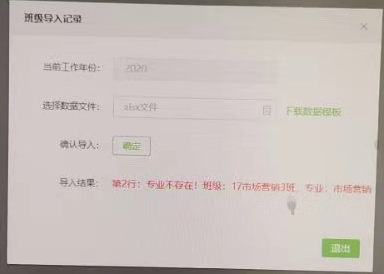 班级导入记录
当前工作年份： 2020
选择数据文件： .xlsx文件 下载数据模板
确认导入： 确定
导入结果： 第2行：专业不存在！班级：17市场营销3班，专业：市场营销
退出